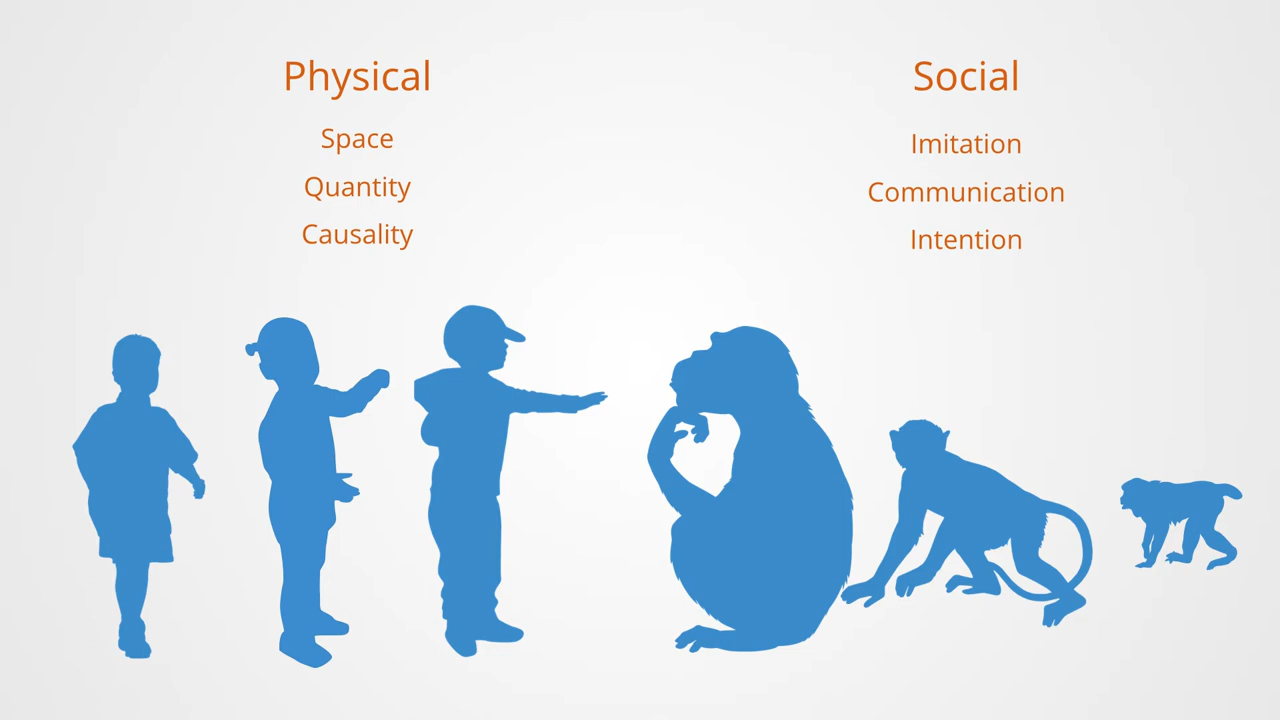 Physical
Space
Quantity
Causality
Social
Imitation
Communication
Intention